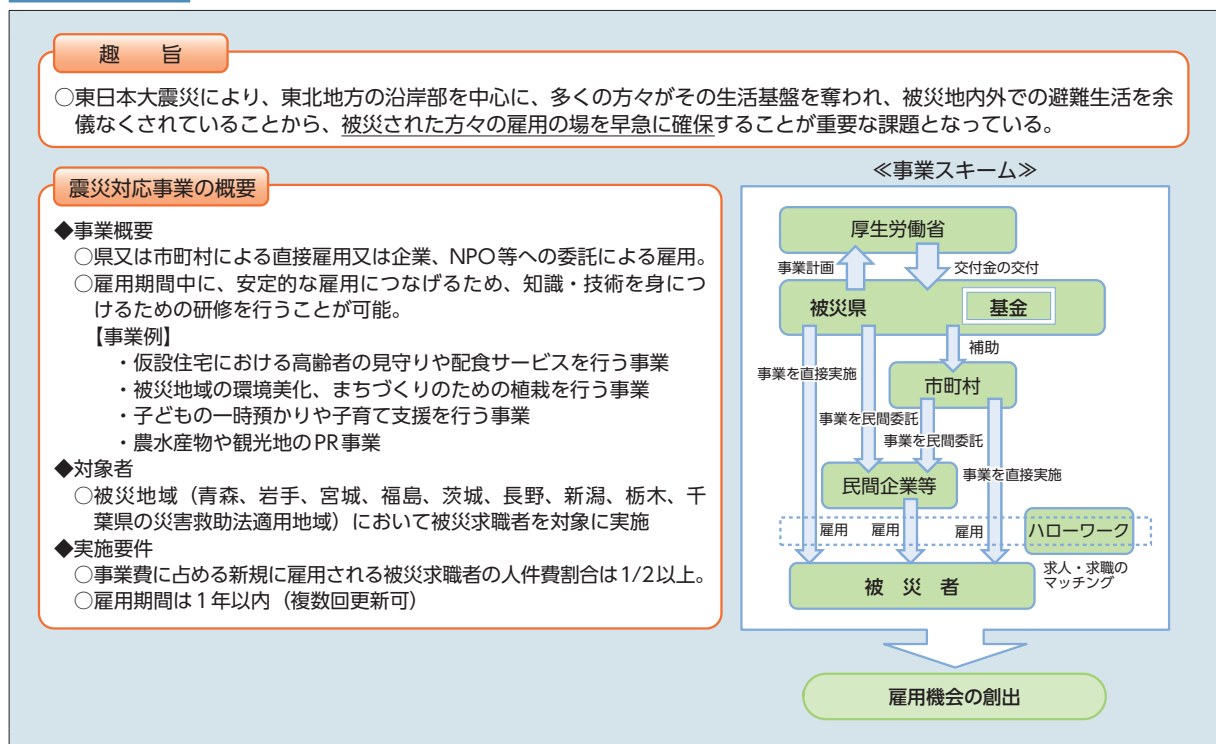 趣　旨
○東日本大震災により、東北地方の沿岸部を中心に、多くの方々がその生活基盤を奪われ、被災地内外での避難生活を余
儀なくされていることから、被災された方々の雇用の場を早急に確保することが重要な課題となっている。
震災対応事業の概要
◆事業概要
○県又は市町村による直接雇用又は企業、NPO等への委託による雇用。
○雇用期間中に、安定的な雇用につなげるため、知識・技術を身につ
けるための研修を行うことが可能。
【事業例】
・仮設住宅における高齢者の見守りや配食サービスを行う事業
・被災地域の環境美化、まちづくりのための植栽を行う事業
・子どもの一時預かりや子育て支援を行う事業
・農水産物や観光地のPR事業
◆対象者
○被災地域（青森、岩手、宮城、福島、茨城、長野、新潟、栃木、千
葉県の災害救助法適用地域）において被災求職者を対象に実施
◆実施要件
○事業費に占める新規に雇用される被災求職者の人件費割合は1/2以上。
○雇用期間は1年以内（複数回更新可）
≪事業スキーム≫
厚生労働省
事業計画
交付金の交付
被災県
基金
補助
事業を直接実施
市町村
事業を民間委託
事業を民間委託
事業を直接実施
民間企業等
雇用
雇用
雇用
ハローワーク
求人・求職の
マッチング
被　災　者
雇用機会の創出